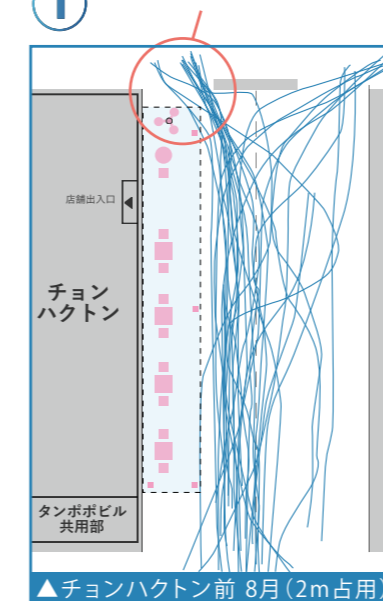 1
店舗出入口
チョン
ハクトン
タンポポビル
共用部
▲チョンハクトン前 8月(2m占用)